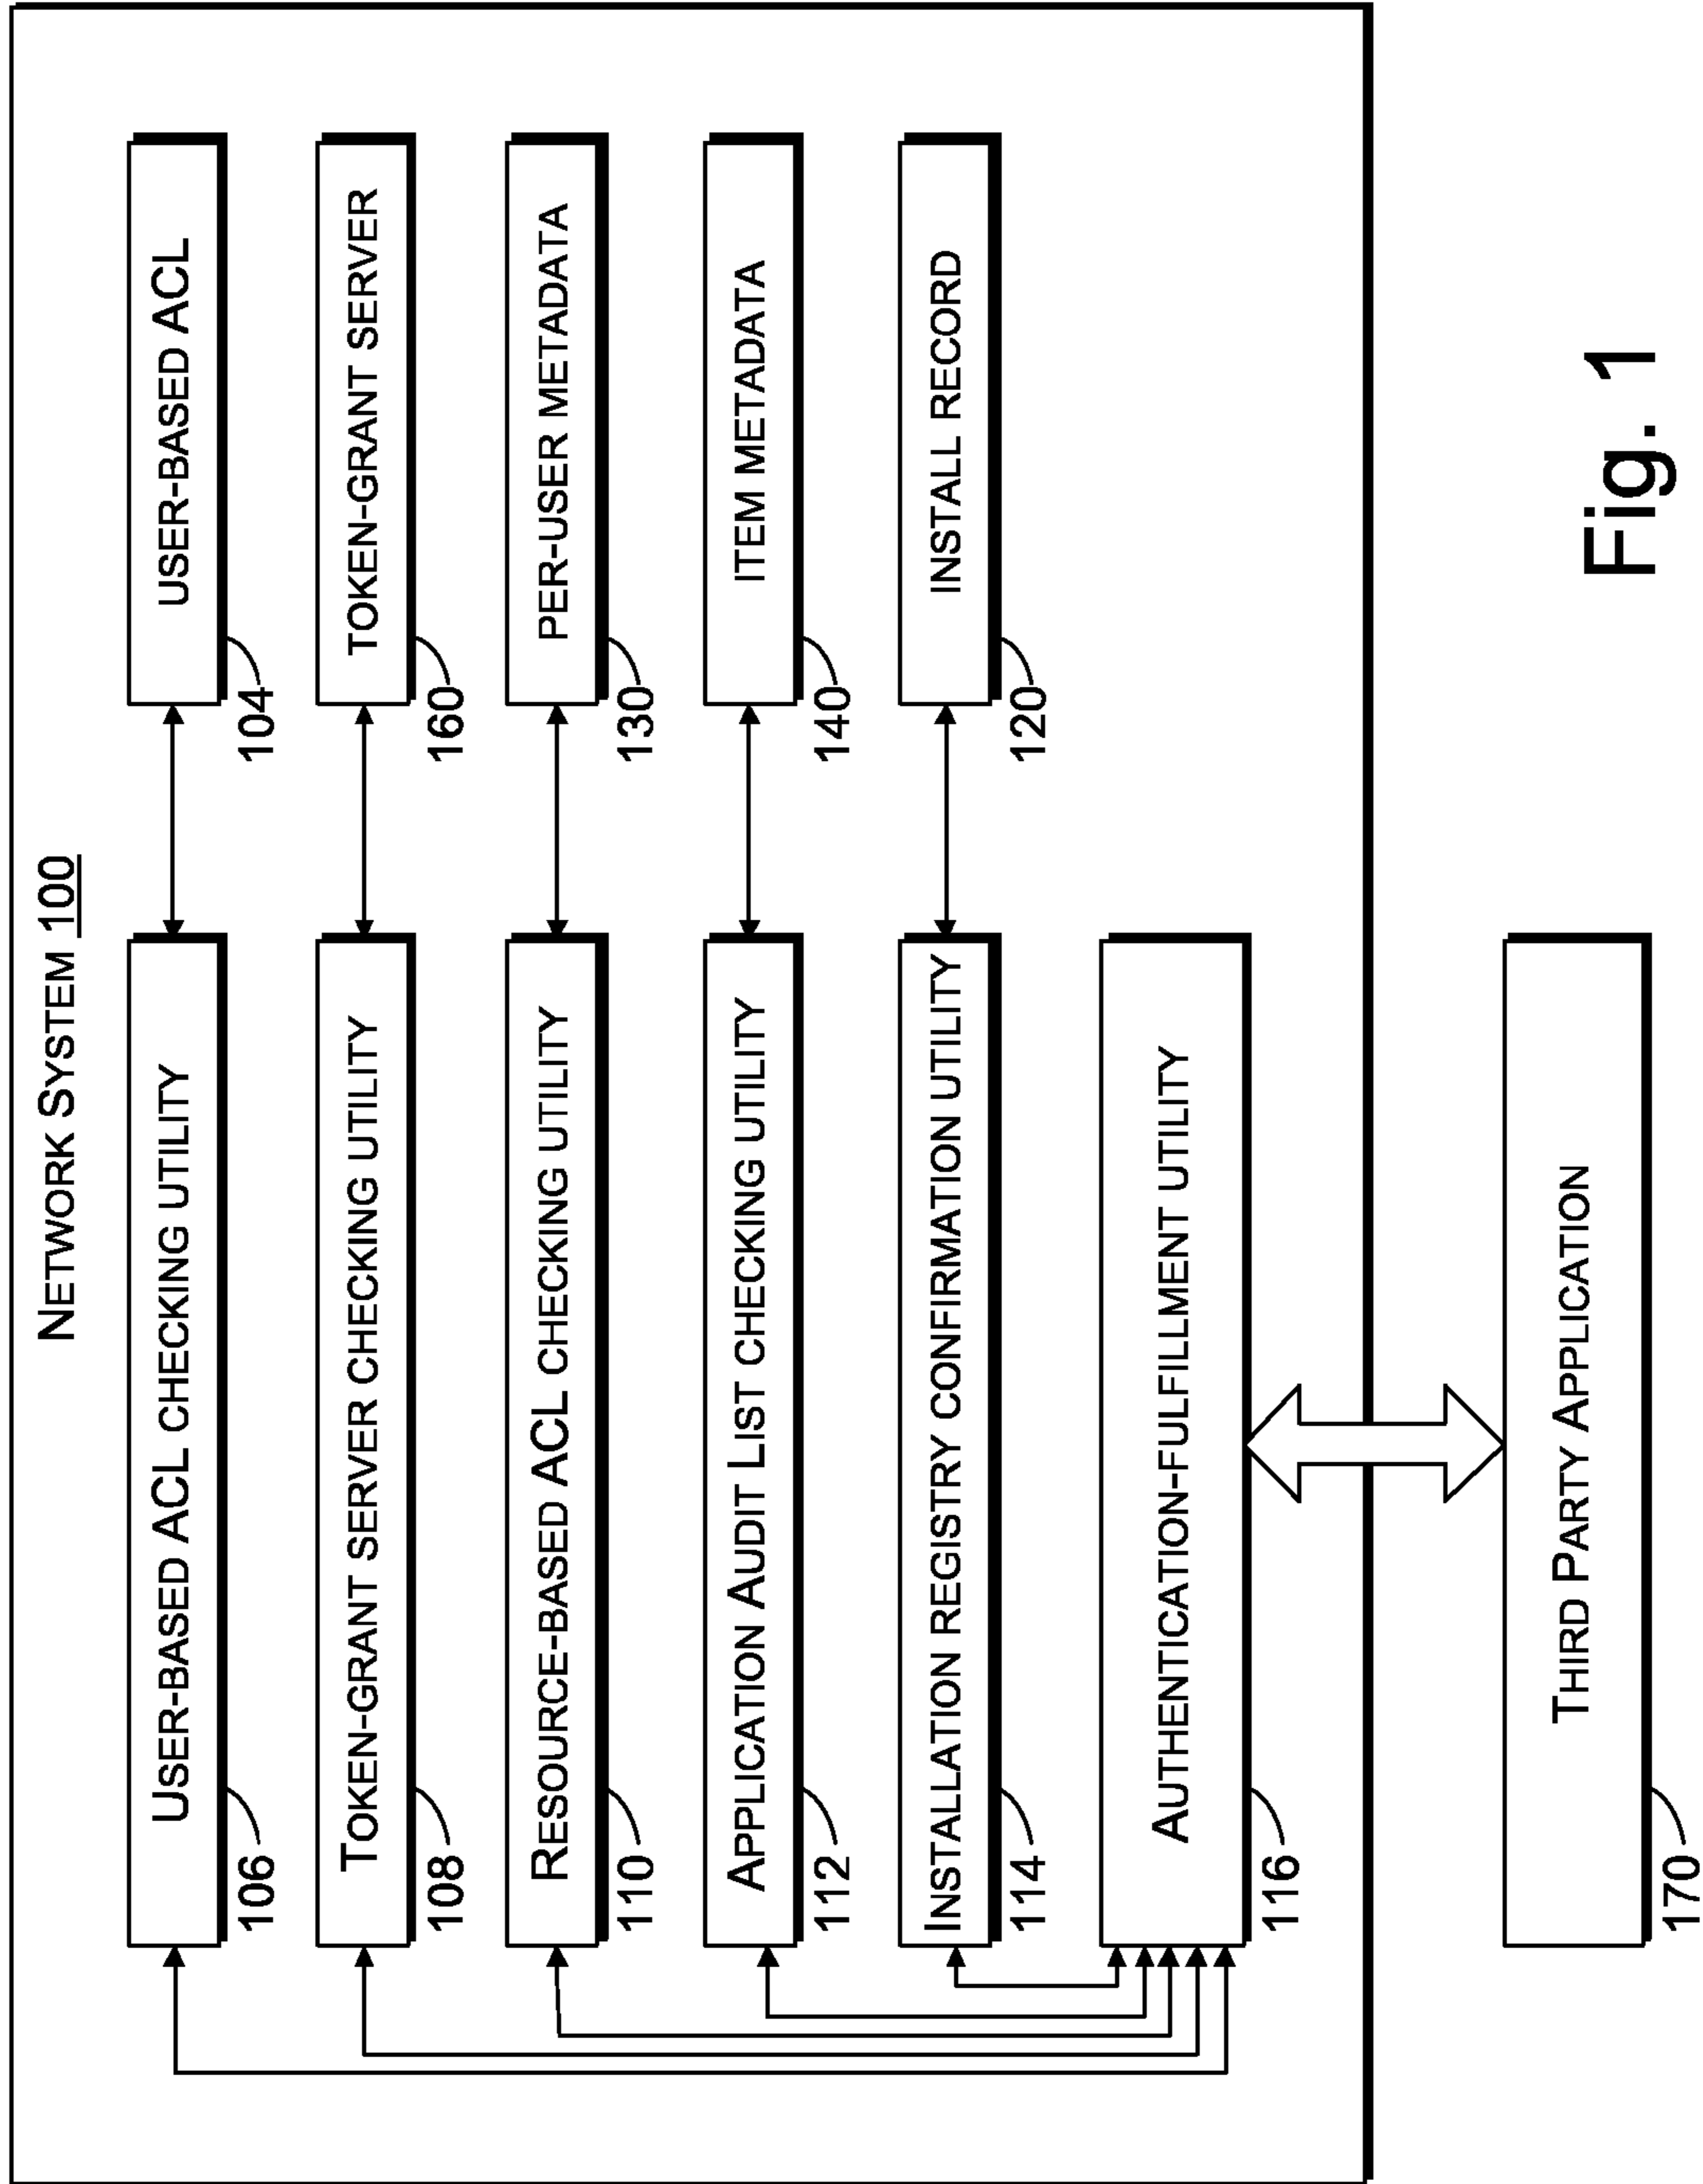 NETWORK SYSTEM 100
USER-BASED ACL CHECKING UTILITY
106
USER-BASED ACL
104
TOKEN-GRANT SERVER CHECKING UTILITY
108
TOKEN-GRANT SERVER
160
RESOURCE-BASED ACL CHECKING UTILITY
110
PER-USER METADATA
130
APPLICATION AUDIT LIST CHECKING UTILITY
112
ITEM METADATA
140
INSTALLATION REGISTRY CONFIRMATION UTILITY
114
INSTALL RECORD
120
AUTHENTICATION-FULFILLMENT UTILITY
116
THIRD PARTY APPLICATION
170
Fig. 1